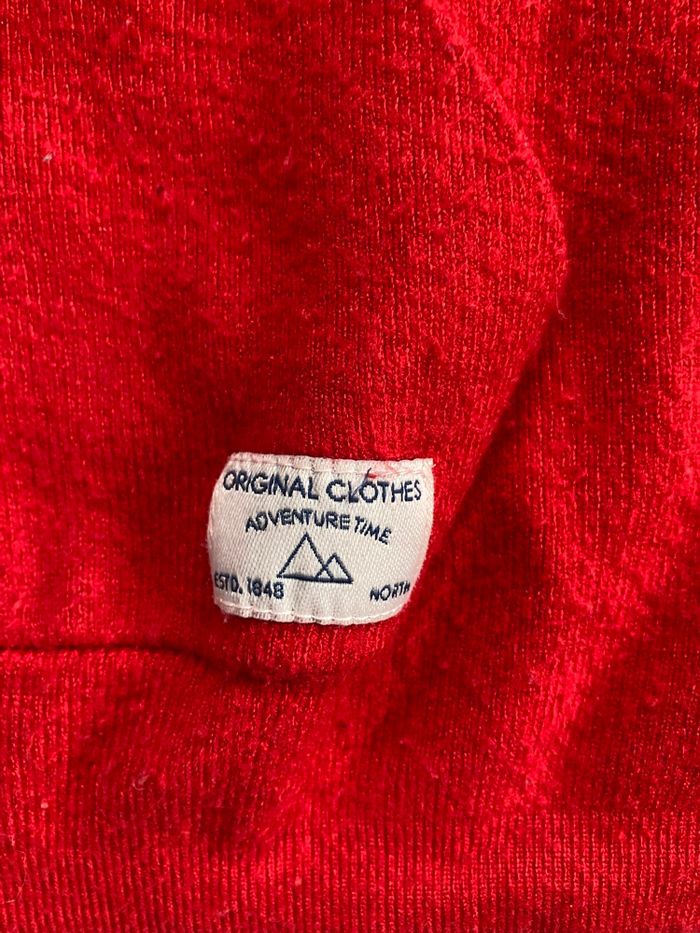 ORIGINAL CLOTHES
ADVENTURE TIME
ESTD. 1848 NORTH